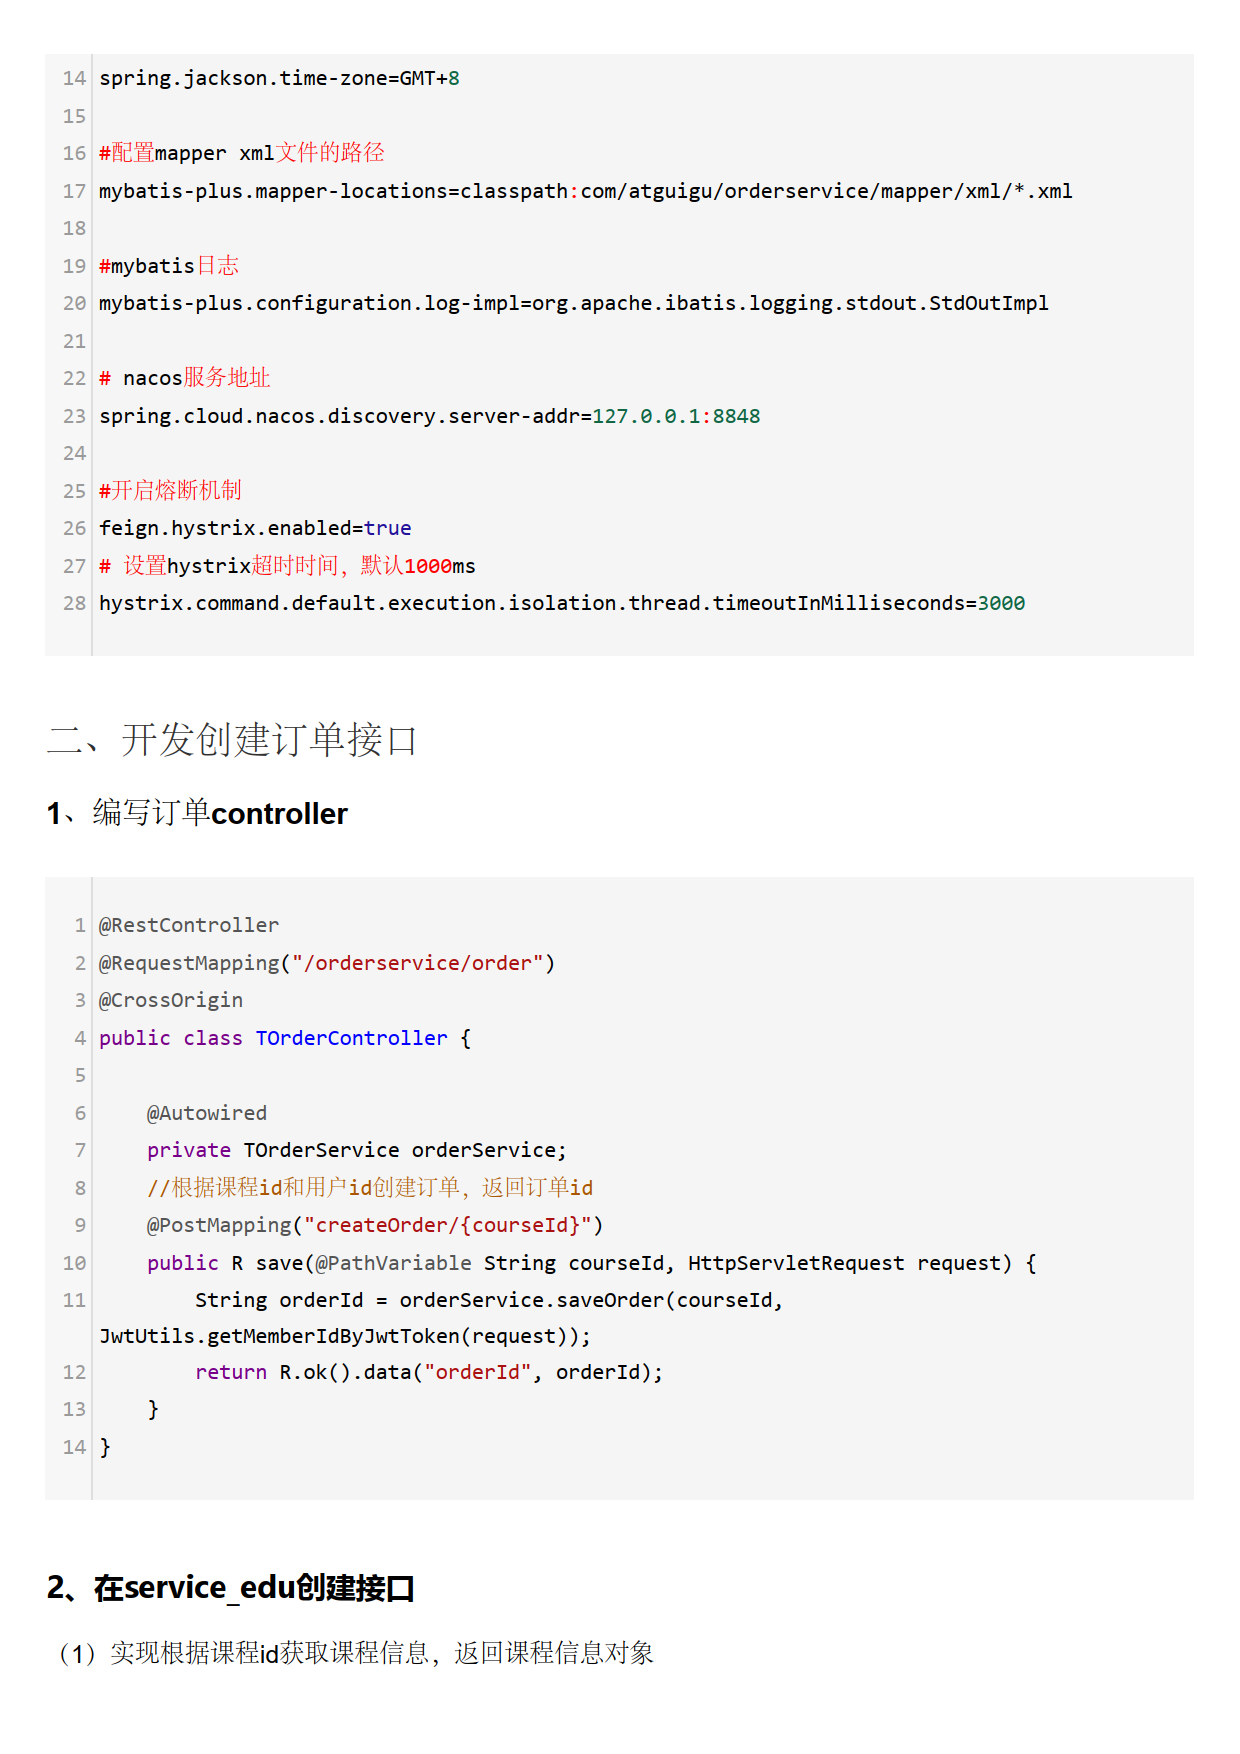 14 spring.jackson.time-zone=GMT+8
15
16 #配置mapper xml文件的路径
17 mybatis-plus.mapper-locations=classpath:com/atguigu/orderservice/mapper/xml/*.xml
18
19 #mybatis日志
20 mybatis-plus.configuration.log-impl=org.apache.ibatis.logging.stdout.StdOutImpl
21
22 # nacos服务地址
23 spring.cloud.nacos.discovery.server-addr=127.0.0.1:8848
24
25 #开启熔断机制
26 feign.hystrix.enabled=true
27 # 设置hystrix超时时间，默认1000ms
28 hystrix.command.default.execution.isolation.thread.timeoutInMilliseconds=3000
二、开发创建订单接口
1、编写订单controller
1 @RestController
2 @RequestMapping("/orderservice/order")
3 @CrossOrigin
4 public class TOrderController {
5
6     @Autowired
7     private TOrderService orderService;
8     //根据课程id和用户id创建订单，返回订单id
9     @PostMapping("createOrder/{courseId}")
10     public R save(@PathVariable String courseId, HttpServletRequest request) {
11         String orderId = orderService.saveOrder(courseId,
JwtUtils.getMemberIdByJwtToken(request));
12         return R.ok().data("orderId", orderId);
13     }
14 }
2、在service_edu创建接口
（1）实现根据课程id获取课程信息，返回课程信息对象